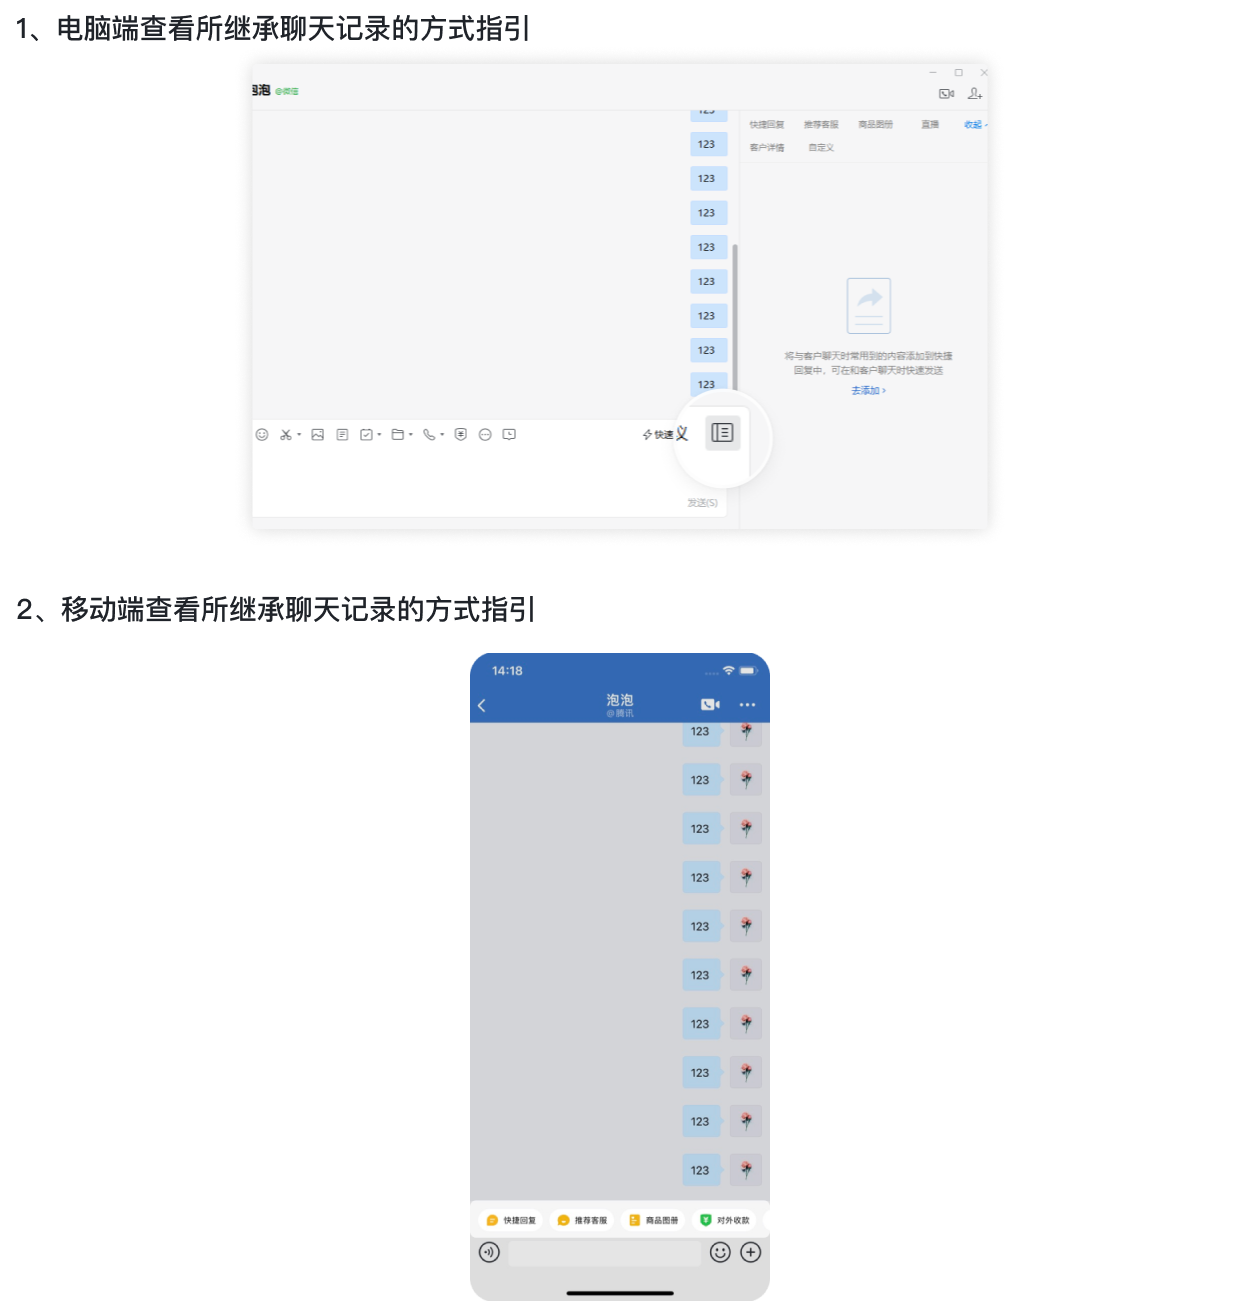 1、电脑端查看所继承聊天记录的方式指引
泡泡 @微信
123
快捷回复 推荐客服 商品图册 直播 收起
123
客户详情 自定义
123
123
123
123
123
123
将与客户聊天时常用到的内容添加到快捷
回复中，可在和客户聊天时快速发送
123
去添加 >
快速 义
发送(S)
2、移动端查看所继承聊天记录的方式指引
14:18
泡泡
@腾讯
123
123
123
123
123
123
123
123
123
123
快捷回复 推荐客服 商品图册 对外收款